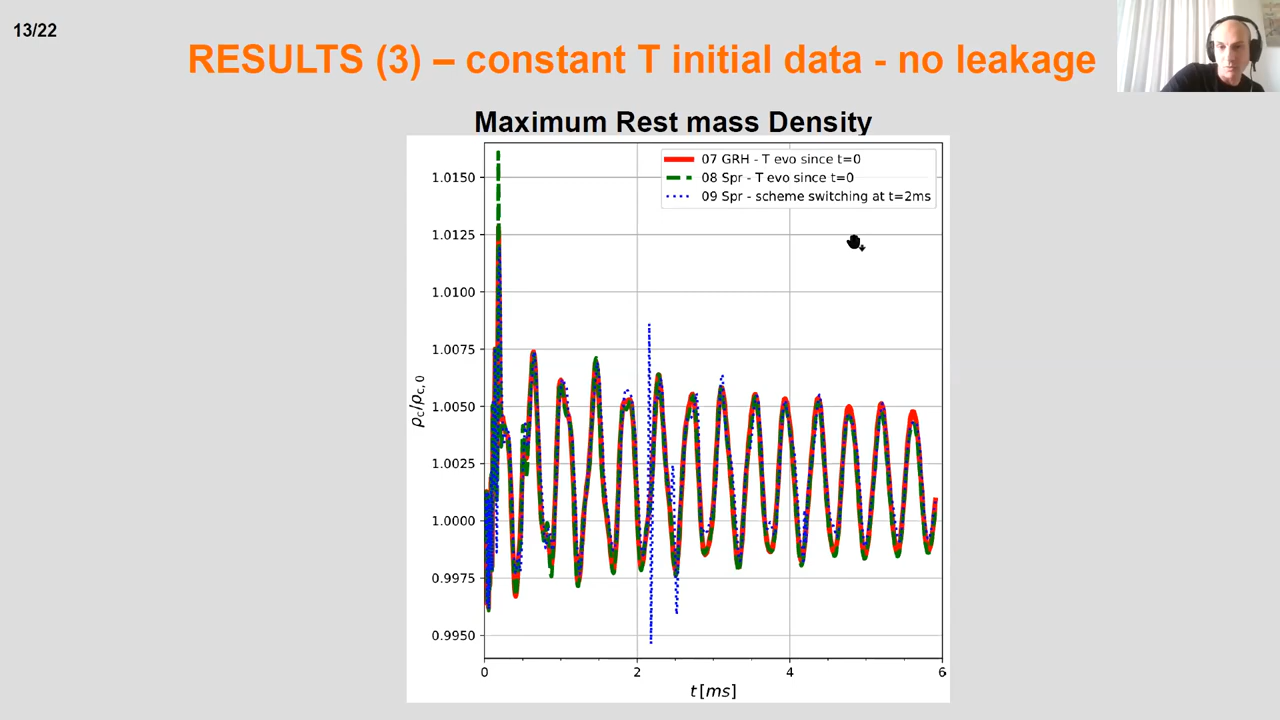 13/22
RESULTS (3) – constant T initial data - no leakage
Maximum Rest mass Density
07 GRH - T evo since t=0
08 Spr - T evo since t=0
09 Spr - scheme switching at t=2ms
1.0150
1.0125
1.0100
1.0075
1.0050
1.0025
1.0000
0.9975
0.9950
ρc/ρc, 0
0
2
4
6
t [ms]